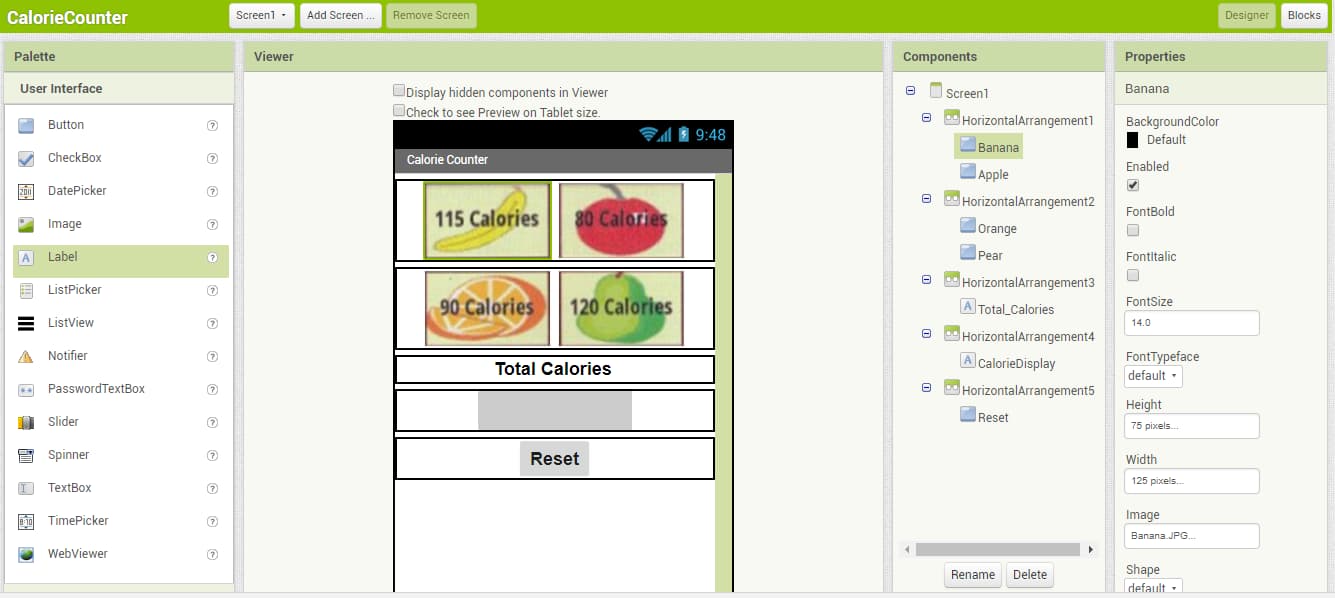 CalorieCounter
Screen1
Add Screen ...
Remove Screen
Designer
Blocks
Palette
User Interface
Button ?
CheckBox ?
DatePicker ?
Image ?
Label ?
ListPicker ?
ListView ?
Notifier ?
PasswordTextBox ?
Slider ?
Spinner ?
TextBox ?
TimePicker ?
WebViewer ?
Viewer
Display hidden components in Viewer
Check to see Preview on Tablet size.
9:48
Calorie Counter
115 Calories
80 Calories
90 Calories
120 Calories
Total Calories
Reset
Components
Screen1
HorizontalArrangement1
Banana
Apple
HorizontalArrangement2
Orange
Pear
HorizontalArrangement3
A Total_Calories
HorizontalArrangement4
A CalorieDisplay
HorizontalArrangement5
Reset
Rename
Delete
Properties
Banana
BackgroundColor
Default
Enabled
FontBold
FontItalic
FontSize
14.0
FontTypeface
default
Height
75 pixels...
Width
125 pixels...
Image
Banana.JPG...
Shape
default